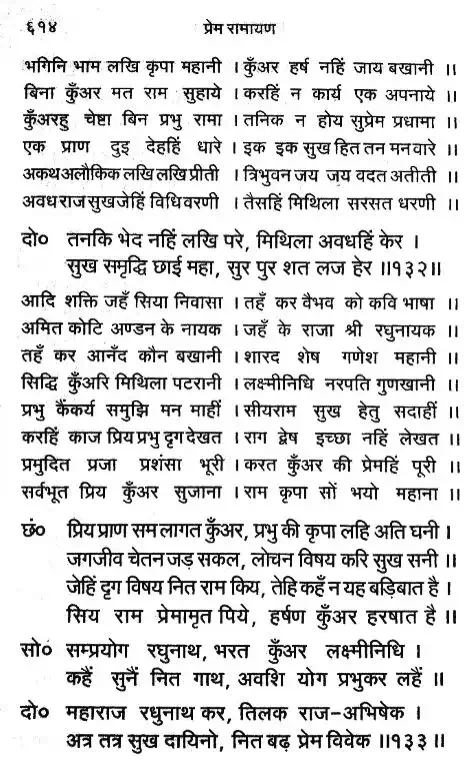 ६१४ प्रेम रामायण
भगिनि भाम लखि कृपा महानी । कुँअर हर्ष नहिं जाय बखानी ।।
बिना कुँअर मत राम सुहाये । करहिं न कार्य एक अपनाये ।।
कुँअरहु चेष्टा बिन प्रभु रामा । तनिक न होय सुप्रेम प्रधामा ।।
एक प्राण दुइ देहहिं धारे । इक इक सुख हित तन मन वारे ।
अकथ अलौकिक लखि लखि प्रीती । त्रिभुवन जय जय वदत अतीती ।।
अवध राज सुख जेहिं विधि वरणी । तैसहिं मिथिला सरसत धरणी ।।
दो० तनकि भेद नहिं लखि परे, मिथिला अवधहिं केर ।
सुख समृद्धि छाई महा, सुर पुर शत लज हेर ।।१३२।।
आदि शक्ति जहँ सिया निवासा । तहँ कर वैभव को कवि भाषा ।।
अमित कोटि अण्डन के नायक । जहँ के राजा श्री रघुनायक ।।
तहँ कर आनँद कौन बखानी । शारद शेष गणेश महानी ।।
सिद्धि कुँअरि मिथिला पटरानी । लक्ष्मीनिधि नरपति गुणखानी ।।
प्रभु कैंकर्य समुझि मन माहीं । सीयराम सुख हेतु सदाहीं ।।
करहिं काज प्रिय प्रभु दृग देखत । राग द्वेष इच्छा नहिं लेखत ।।
प्रमुदित प्रजा प्रशंसा भूरी । करत कुँअर की प्रेमहिं पूरी ।।
सर्वभूत प्रिय कुँअर सुजाना । राम कृपा सों भयो महाना ।।
छं० प्रिय प्राण सम लागत कुँअर, प्रभु की कृपा लहि अति घनी ।
जगजीव चेतन जड़ सकल, लोचन विषय करि सुख सनी ।।
जेहिं दृग विषय नित राम किय, तेहि कहँ न यह बड़िबात है ।
सिय राम प्रेमामृत पिये, हर्षण कुँअर हरषात है ।।
सो० सम्प्रयोग रघुनाथ, भरत कुँअर लक्ष्मीनिधि ।
कहैं सुनैं नित गाथ, अवशि योग प्रभुकर लहैं ।।
दो० महाराज रधुनाथ कर, तिलक राज-अभिषेक ।
अत्र तत्र सुख दायिनो, नित बढ़ प्रेम विवेक ।।१३३।।